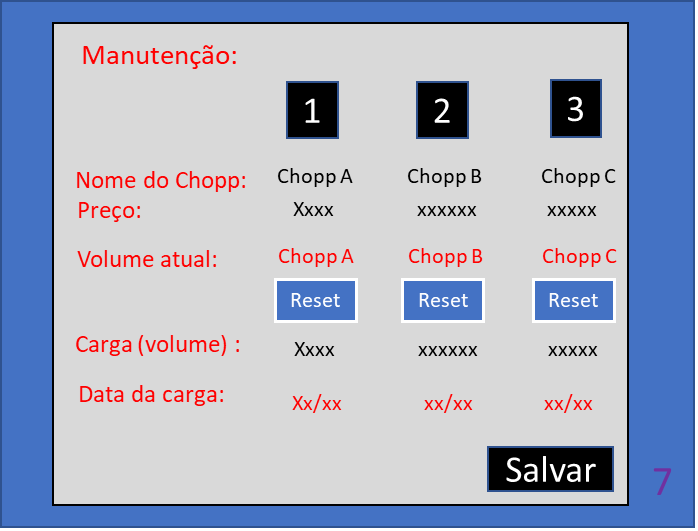 Manutenção:
1 2 3
Nome do Chopp: Chopp A Chopp B Chopp C
Preço: Xxxx xxxxxx xxxxx
Volume atual: Chopp A Chopp B Chopp C
Reset Reset Reset
Carga (volume) : Xxxx xxxxxx xxxxx
Data da carga: Xx/xx xx/xx xx/xx
Salvar
7